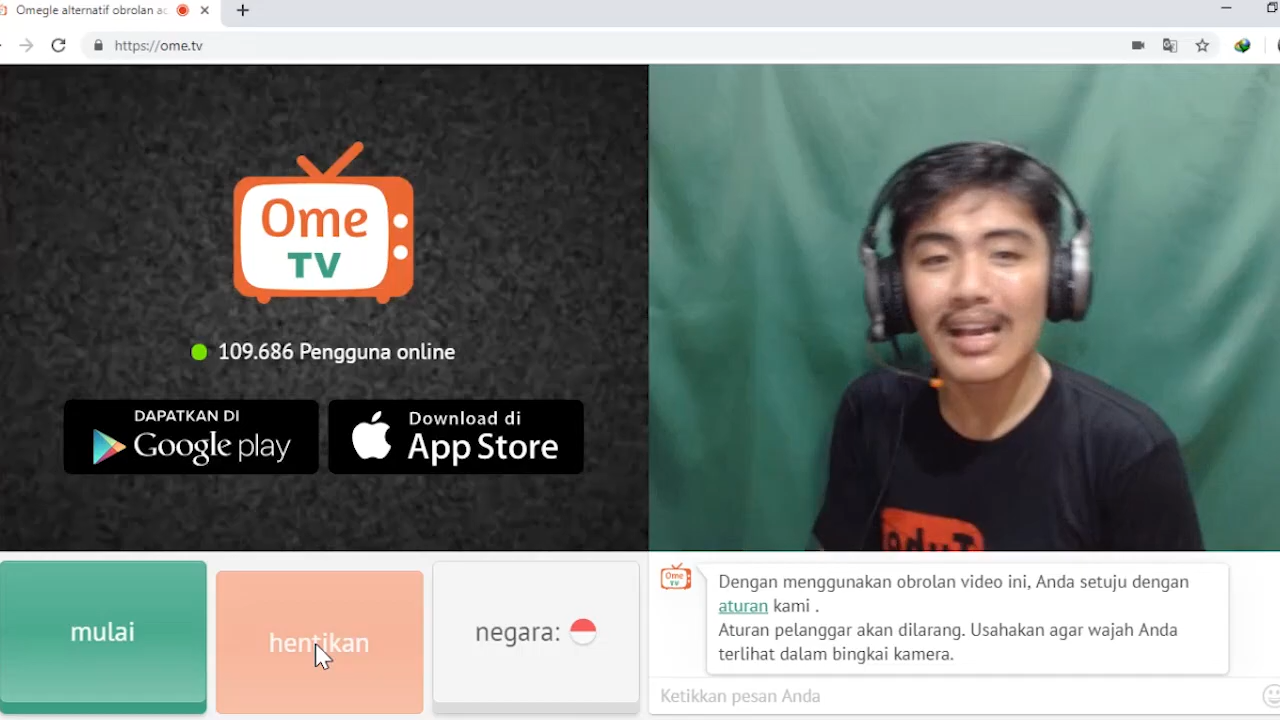 Omegle alternatif obrolan
https://ome.tv
Ome
TV
109.686 Pengguna online
DAPATKAN DI
Google play
Download di
App Store
mulai
hentikan
negara:
Ome
TV
Dengan menggunakan obrolan video ini, Anda setuju dengan
aturan kami .
Aturan pelanggar akan dilarang. Usahakan agar wajah Anda
terlihat dalam bingkai kamera.
Ketikkan pesan Anda